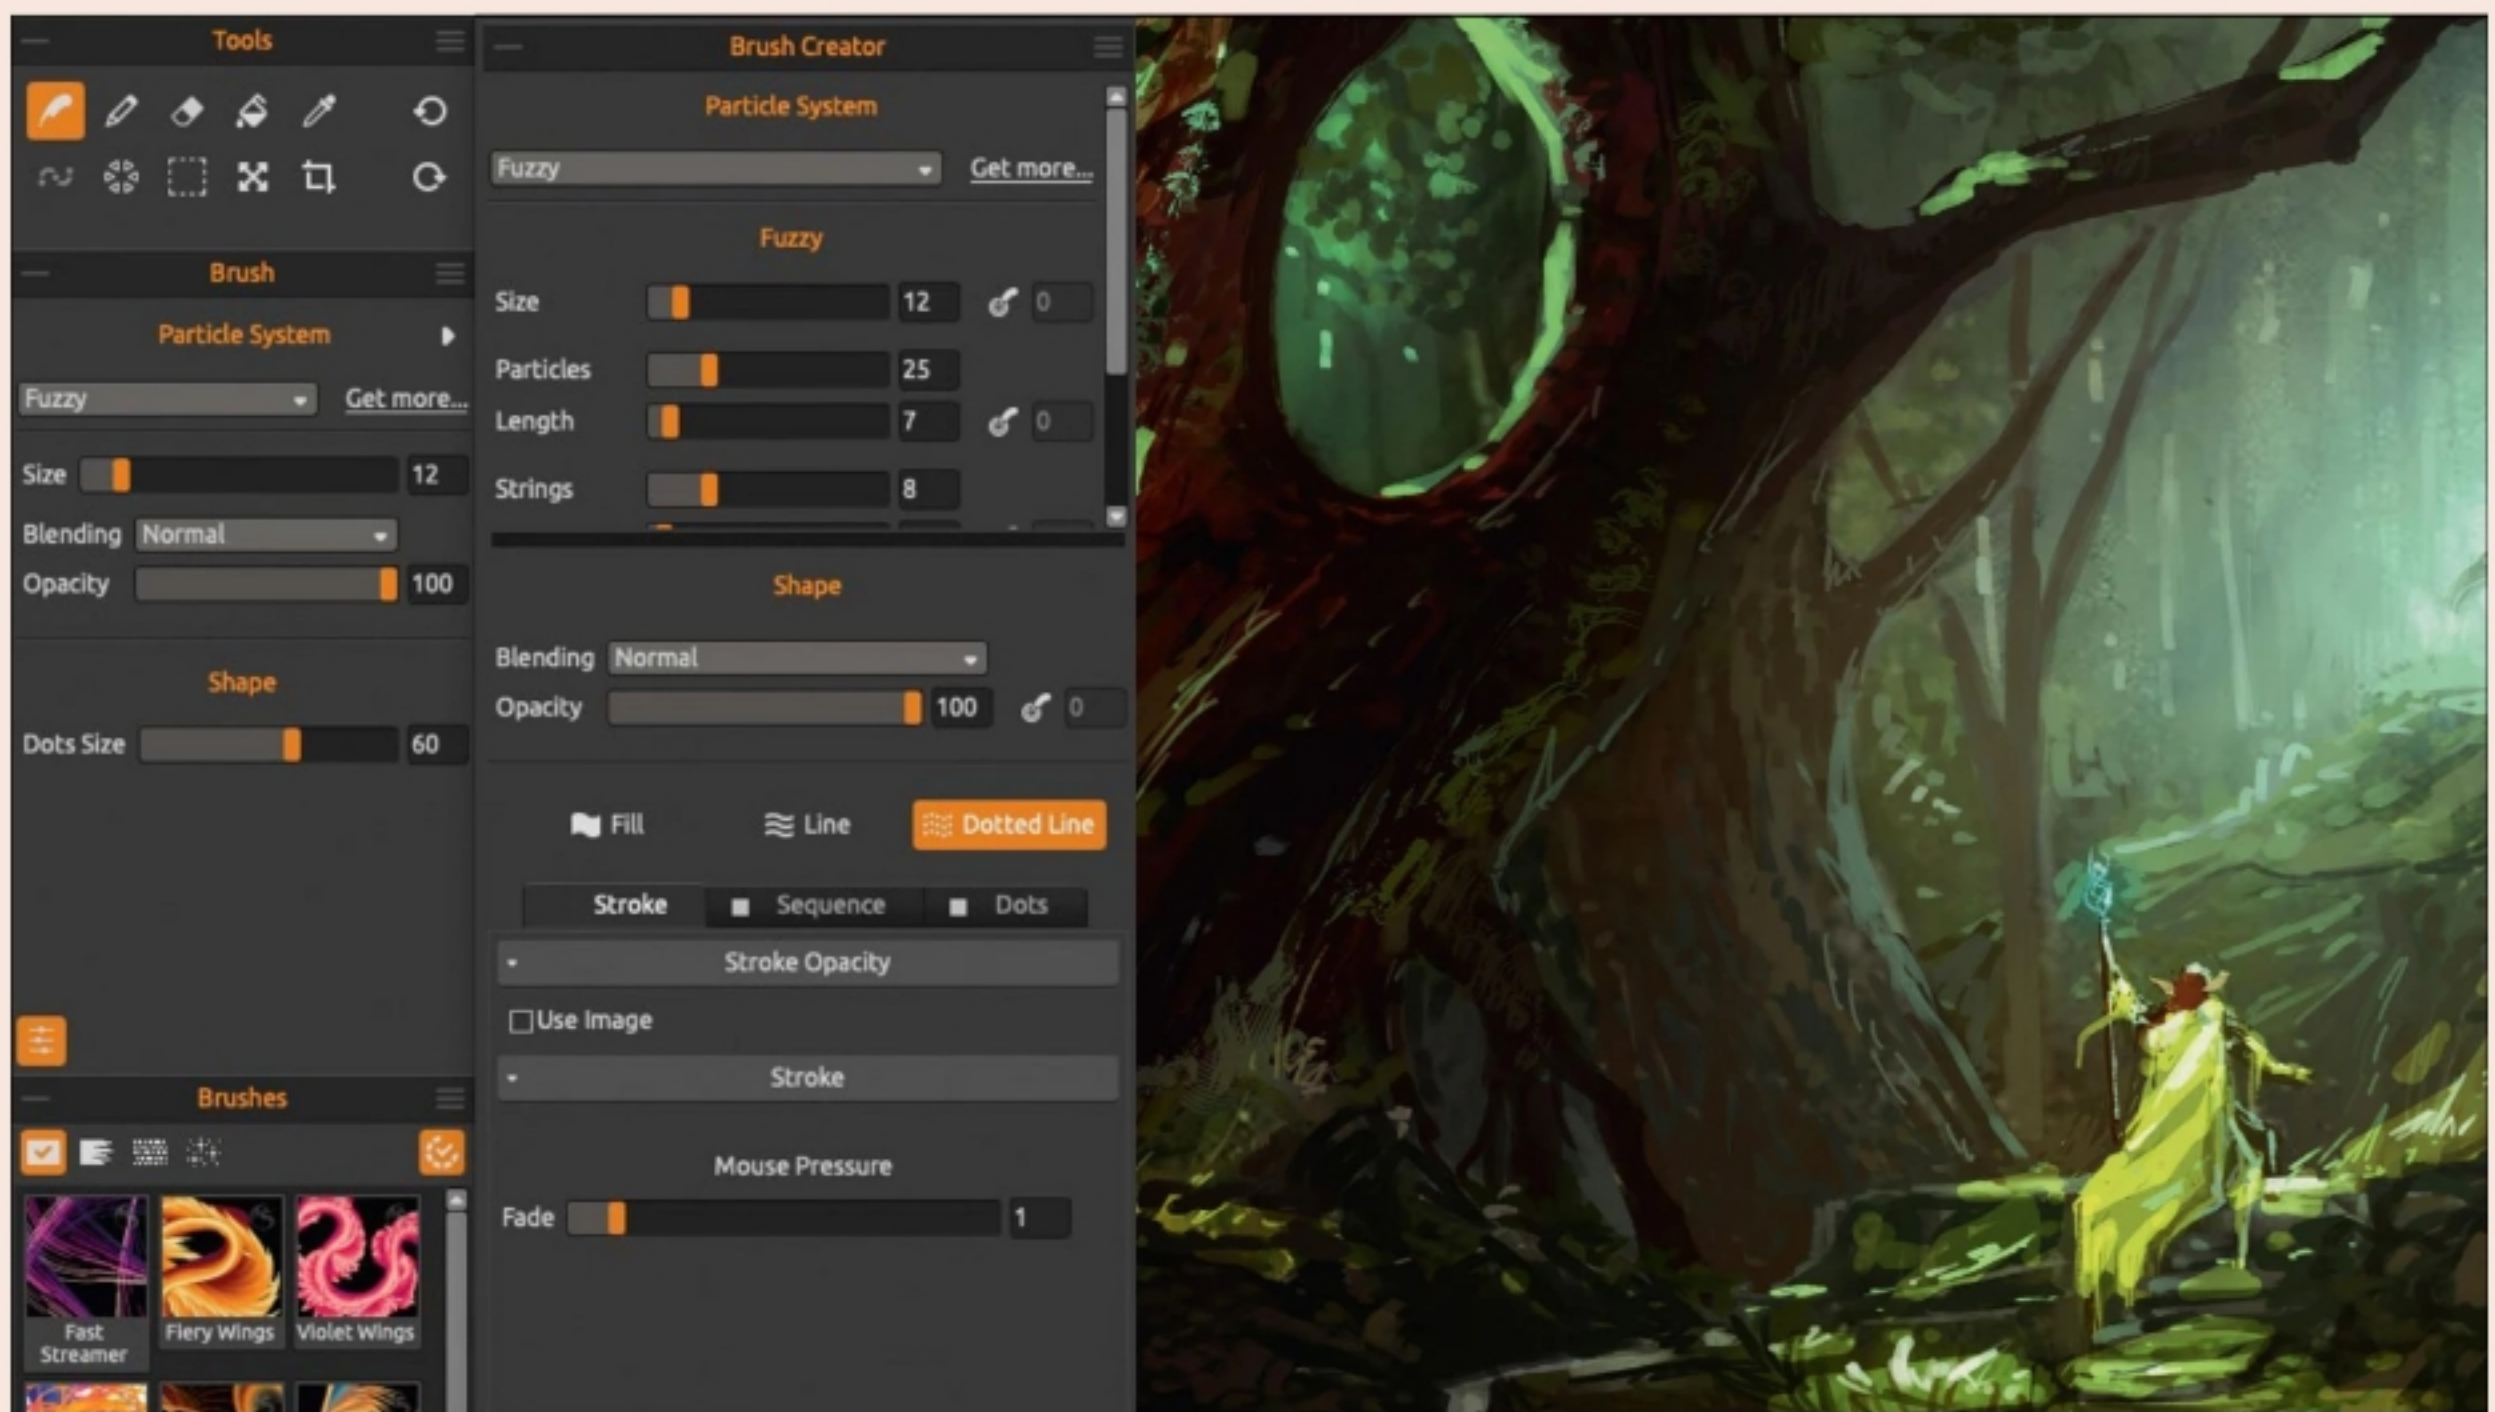 Tools
Brush
Particle System
Fuzzy Get more...
Size 12
Blending Normal
Opacity 100
Shape
Dots Size 60
Brushes
Fast Streamer
Fiery Wings
Violet Wings
Brush Creator
Particle System
Fuzzy Get more...
Fuzzy
Size 12 0
Particles 25
Length 7 0
Strings 8
Shape
Blending Normal
Opacity 100 0
Fill Line Dotted Line
Stroke Sequence Dots
Stroke Opacity
Use Image
Stroke
Mouse Pressure
Fade 1